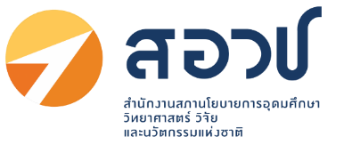 สอวช
สำนักงานสภานโยบายการอุดมศึกษา
วิทยาศาสตร์ วิจัย
และนวัตกรรมแห่งชาติ